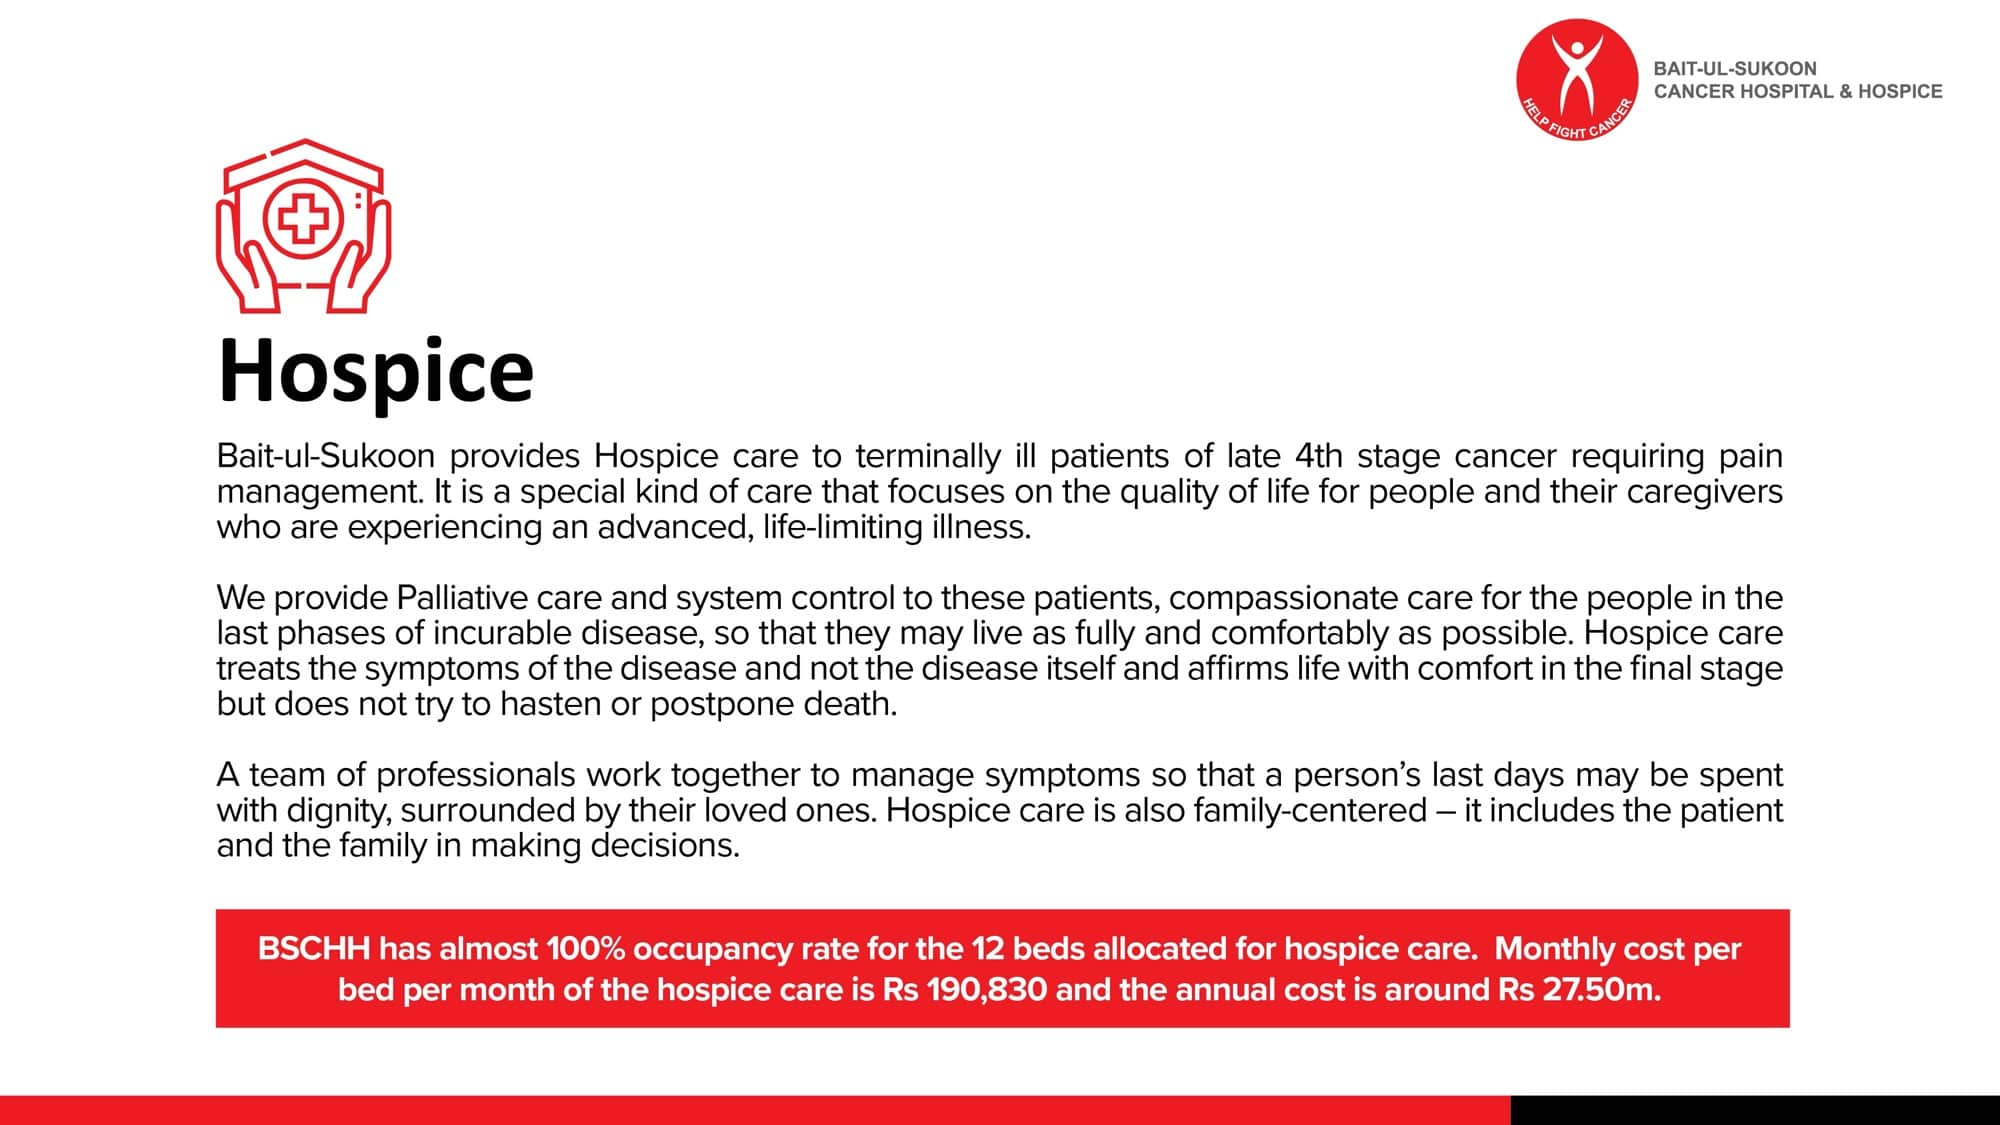 HELP FIGHT CANCER
BAIT-UL-SUKOON
CANCER HOSPITAL & HOSPICE
Hospice
Bait-ul-Sukoon provides Hospice care to terminally ill patients of late 4th stage cancer requiring pain
management. It is a special kind of care that focuses on the quality of life for people and their caregivers
who are experiencing an advanced, life-limiting illness.
We provide Palliative care and system control to these patients, compassionate care for the people in the
last phases of incurable disease, so that they may live as fully and comfortably as possible. Hospice care
treats the symptoms of the disease and not the disease itself and affirms life with comfort in the final stage
but does not try to hasten or postpone death.
A team of professionals work together to manage symptoms so that a person’s last days may be spent
with dignity, surrounded by their loved ones. Hospice care is also family-centered – it includes the patient
and the family in making decisions.
BSCHH has almost 100% occupancy rate for the 12 beds allocated for hospice care.  Monthly cost per
bed per month of the hospice care is Rs 190,830 and the annual cost is around Rs 27.50m.